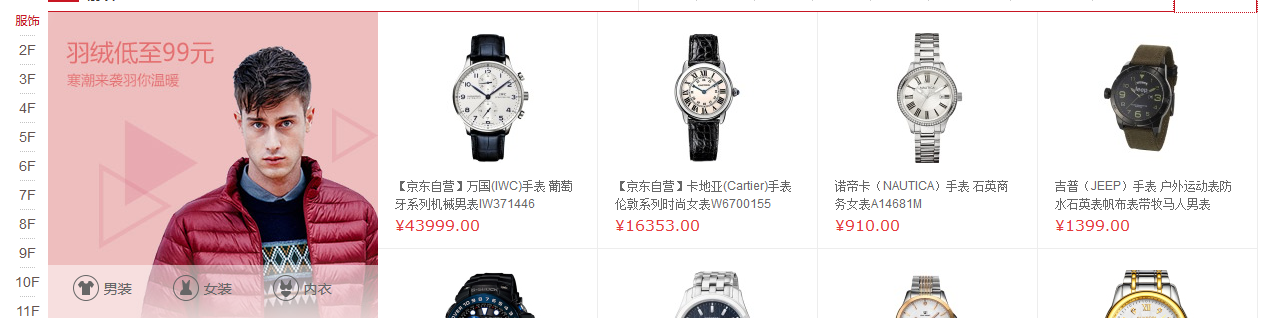 服饰
2F
3F
4F
5F
6F
7F
8F
9F
10F
11F
羽绒低至99元
寒潮来袭羽你温暖
男装
女装
内衣
【京东自营】万国(IWC)手表 葡萄
牙系列机械男表IW371446
¥43999.00
【京东自营】卡地亚(Cartier)手表
伦敦系列时尚女表W6700155
¥16353.00
诺帝卡（NAUTICA）手表 石英商
务女表A14681M
¥910.00
吉普（JEEP）手表 户外运动表防
水石英表帆布表带牧马人男表
¥1399.00